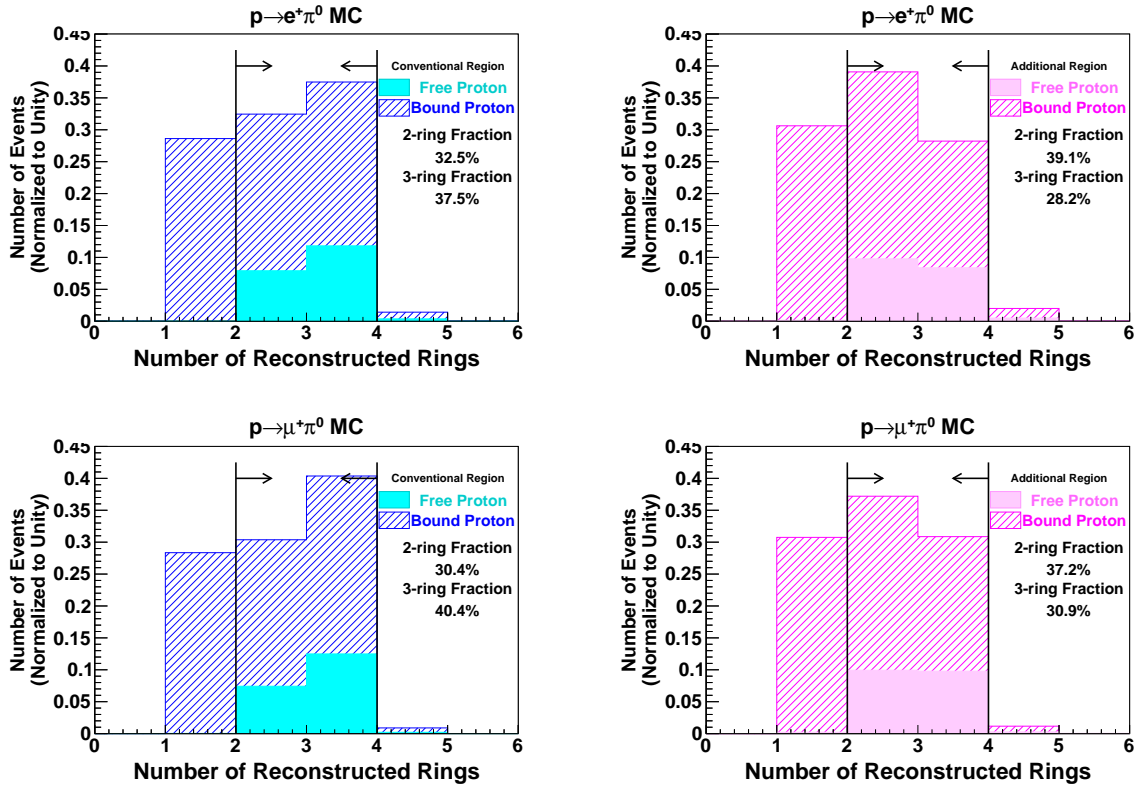 p→e⁺π⁰ MC
Number of Events
(Normalized to Unity)
0.45
0.4
0.35
0.3
0.25
0.2
0.15
0.1
0.05
0
Conventional Region
Free Proton
Bound Proton
2-ring Fraction
32.5%
3-ring Fraction
37.5%
0 1 2 3 4 5 6
Number of Reconstructed Rings
p→e⁺π⁰ MC
Number of Events
(Normalized to Unity)
0.45
0.4
0.35
0.3
0.25
0.2
0.15
0.1
0.05
0
Additional Region
Free Proton
Bound Proton
2-ring Fraction
39.1%
3-ring Fraction
28.2%
0 1 2 3 4 5 6
Number of Reconstructed Rings
p→μ⁺π⁰ MC
Number of Events
(Normalized to Unity)
0.45
0.4
0.35
0.3
0.25
0.2
0.15
0.1
0.05
0
Conventional Region
Free Proton
Bound Proton
2-ring Fraction
30.4%
3-ring Fraction
40.4%
0 1 2 3 4 5 6
Number of Reconstructed Rings
p→μ⁺π⁰ MC
Number of Events
(Normalized to Unity)
0.45
0.4
0.35
0.3
0.25
0.2
0.15
0.1
0.05
0
Additional Region
Free Proton
Bound Proton
2-ring Fraction
37.2%
3-ring Fraction
30.9%
0 1 2 3 4 5 6
Number of Reconstructed Rings